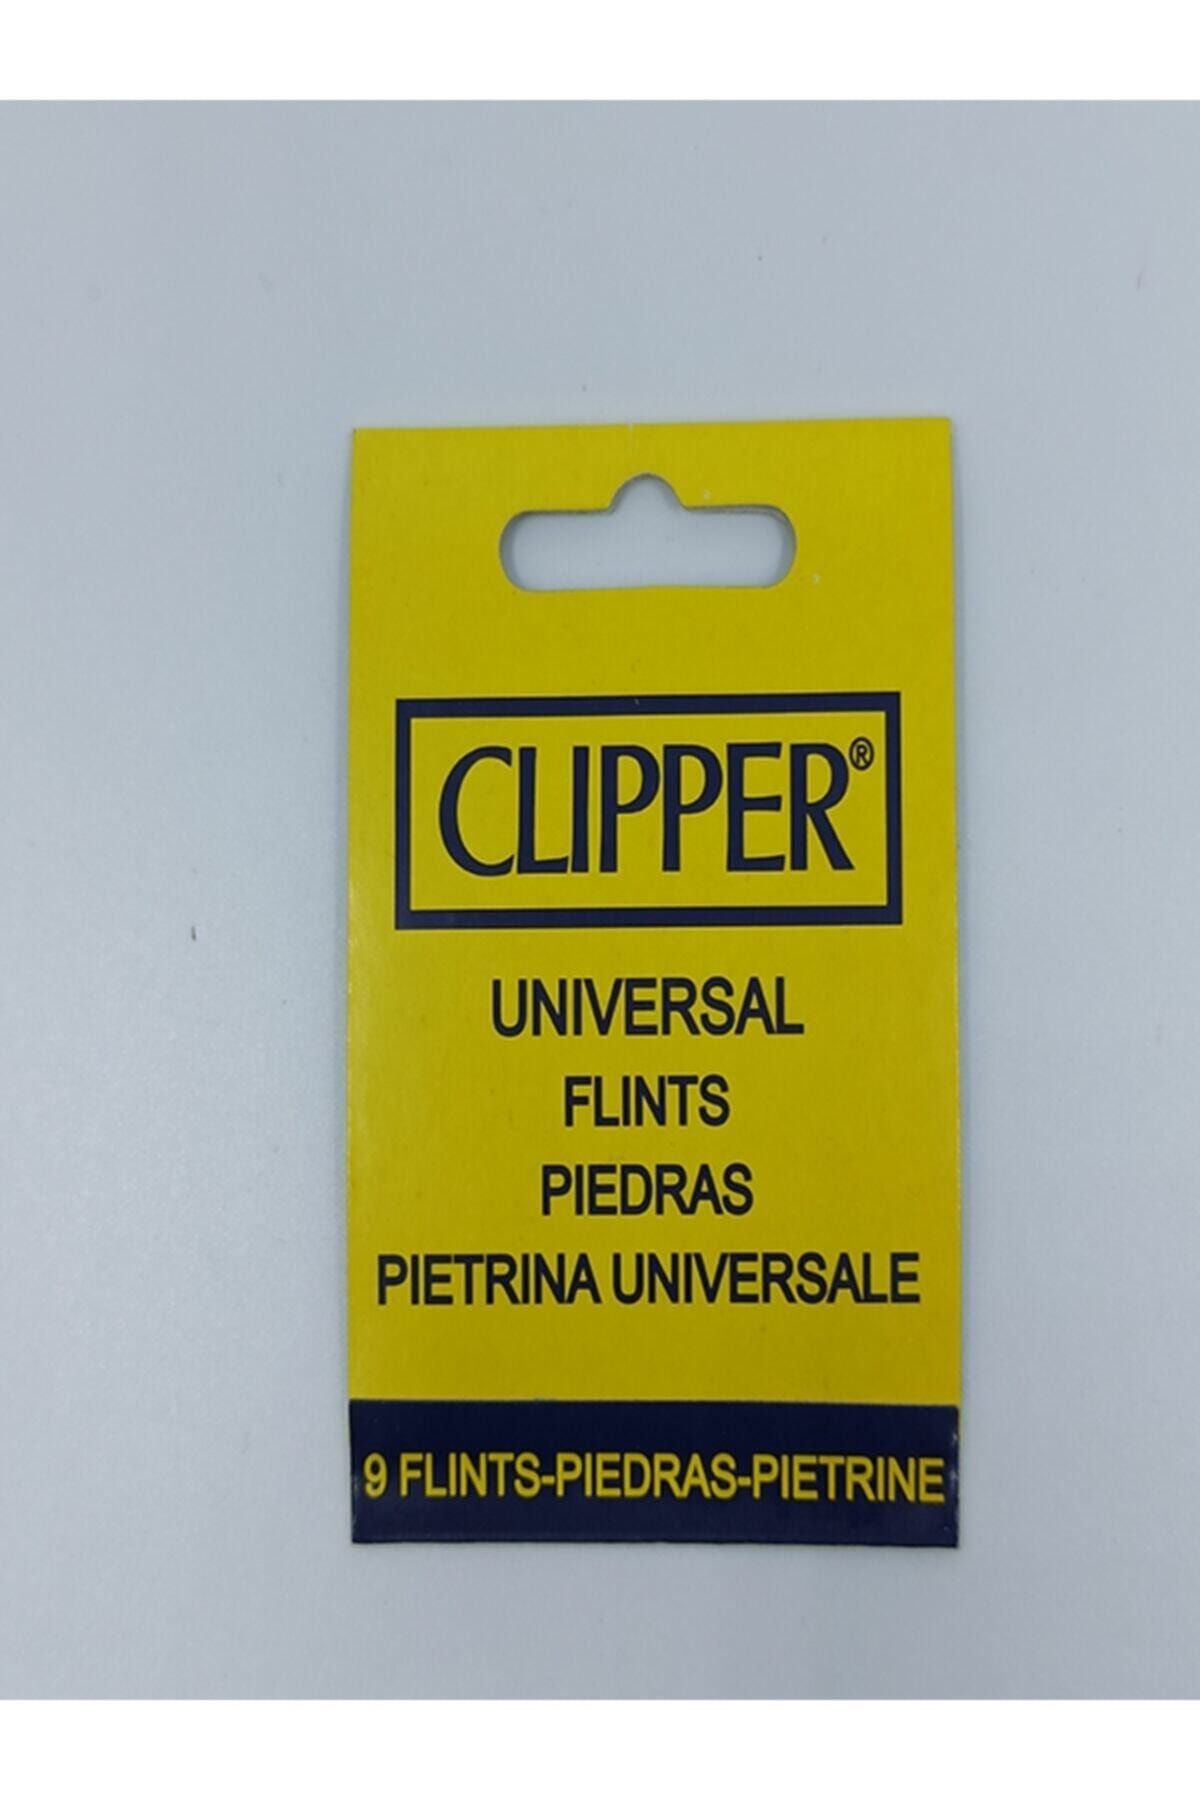 CLIPPER®
UNIVERSAL
FLINTS
PIEDRAS
PIETRINA UNIVERSALE
9 FLINTS-PIEDRAS-PIETRINE